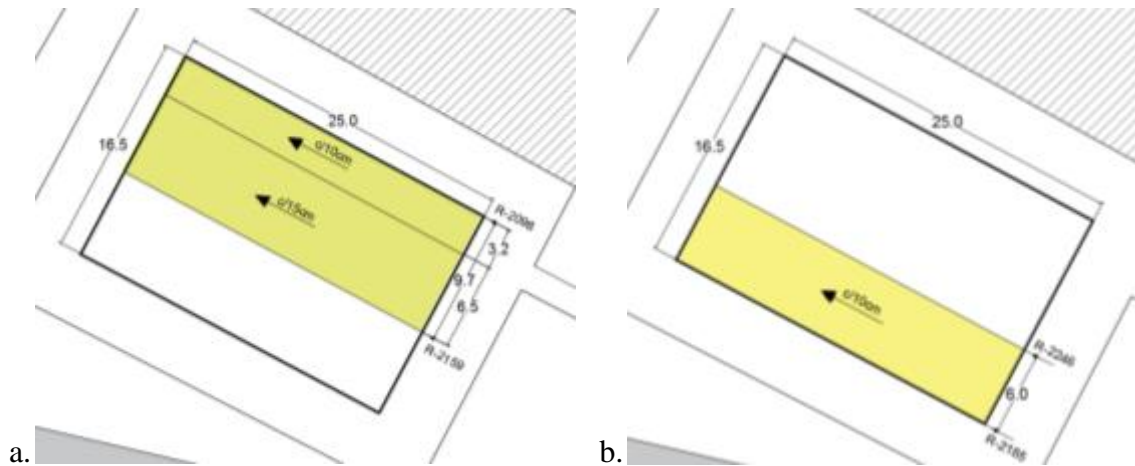 25.0
16.5
c/10cm
c/15cm
R-2098
3.2
9.7
6.5
R-2159
a.
25.0
16.5
c/10cm
R-2246
6.0
R-2185
b.